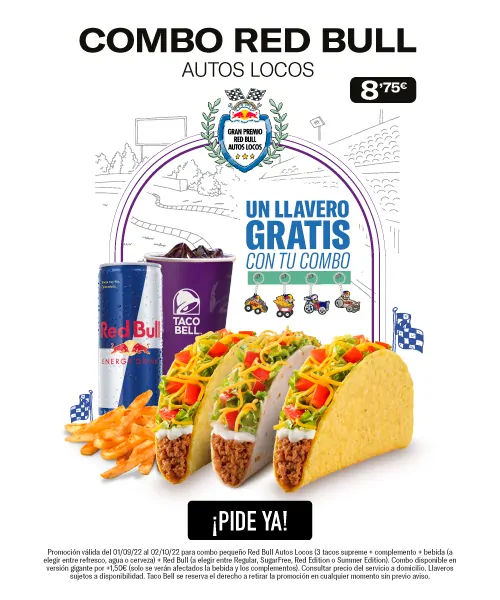 COMBO RED BULL
AUTOS LOCOS
8'75€
GRAN PREMIO
RED BULL
AUTOS LOCOS
UN LLAVERO
GRATIS
CON TU COMBO
TACO
BELL
Red Bull
ENERGY DRINK
¡PIDE YA!
Promoción válida del 01/09/22 al 02/10/22 para combo pequeño Red Bull Autos Locos (3 tacos supreme + complemento + bebida (a
elegir entre refresco, agua o cerveza) + Red Bull (a elegir entre Regular, SugarFree, Red Edition o Summer Edition). Combo disponible en
versión gigante por +1,50€ (solo se verán afectados la bebida y los complementos). Consultar precio del servicio a domicilio. Llaveros
sujetos a disponibilidad. Taco Bell se reserva el derecho a retirar la promoción en cualquier momento sin previo aviso.